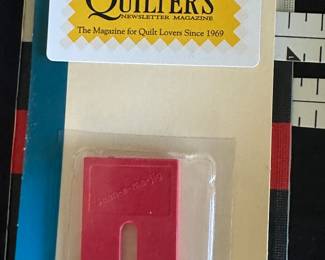 QUILTER'S
NEWSLETTER MAGAZINE
The Magazine for Quilt Lovers Since 1969